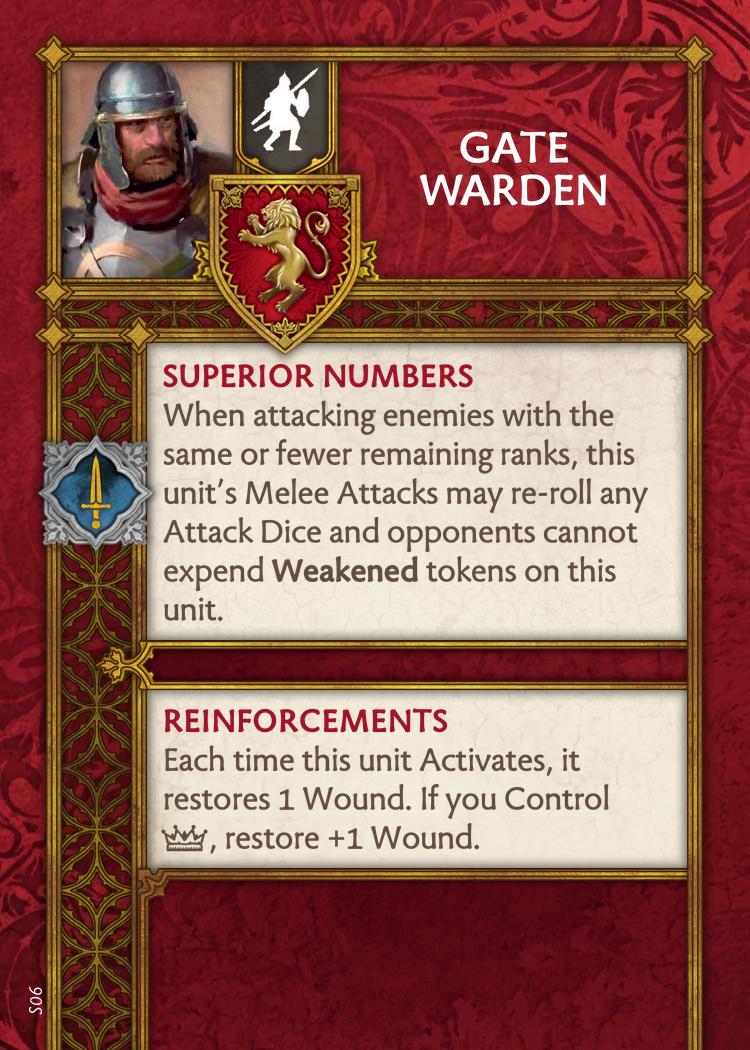 GATE
WARDEN
SUPERIOR NUMBERS
When attacking enemies with the
same or fewer remaining ranks, this
unit's Melee Attacks may re-roll any
Attack Dice and opponents cannot
expend Weakened tokens on this
unit.
REINFORCEMENTS
Each time this unit Activates, it
restores 1 Wound. If you Control
, restore +1 Wound.
S06